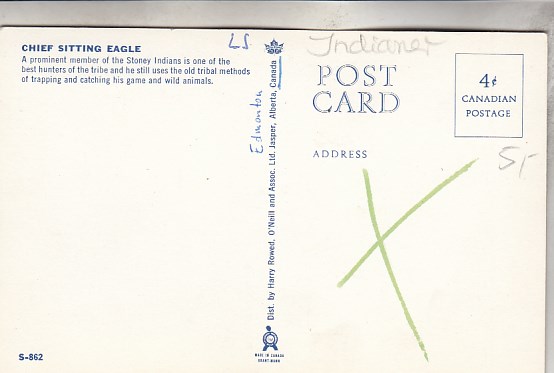 CHIEF SITTING EAGLE
A prominent member of the Stoney Indians is one of the
best hunters of the tribe and he still uses the old tribal methods
of trapping and catching his game and wild animals.
LS
Edmonton
Dist. by Harry Rowed, O'Neill and Assoc. Ltd. Jasper, Alberta, Canada
MADE IN CANADA
GRANT-MANN
Indianer
POST
CARD
4¢
CANADIAN
POSTAGE
5,-
ADDRESS
S-862